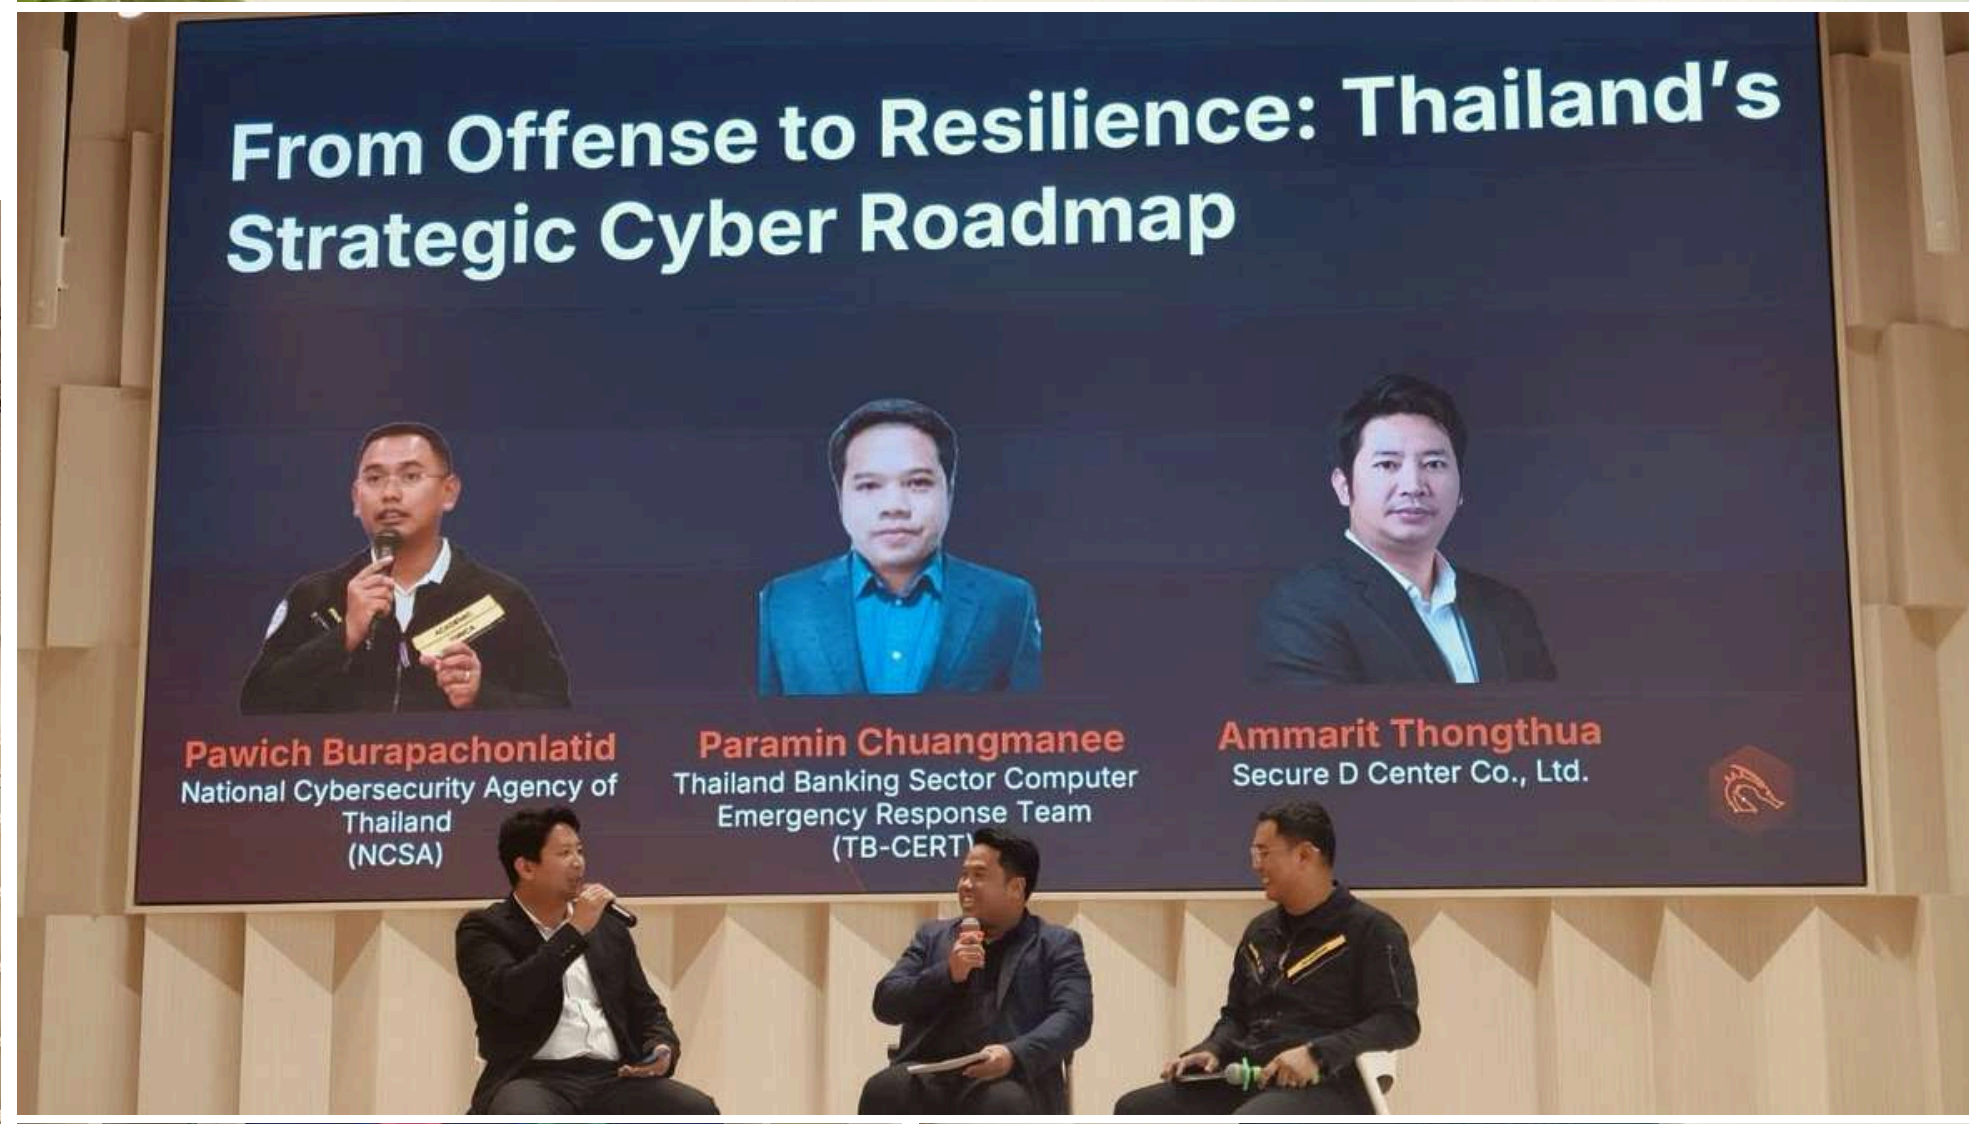 From Offense to Resilience: Thailand's
Strategic Cyber Roadmap
Pawich Burapachonlatid
National Cybersecurity Agency of
Thailand
(NCSA)
Paramin Chuangmanee
Thailand Banking Sector Computer
Emergency Response Team
(TB-CERT)
Ammarit Thongthua
Secure D Center Co., Ltd.